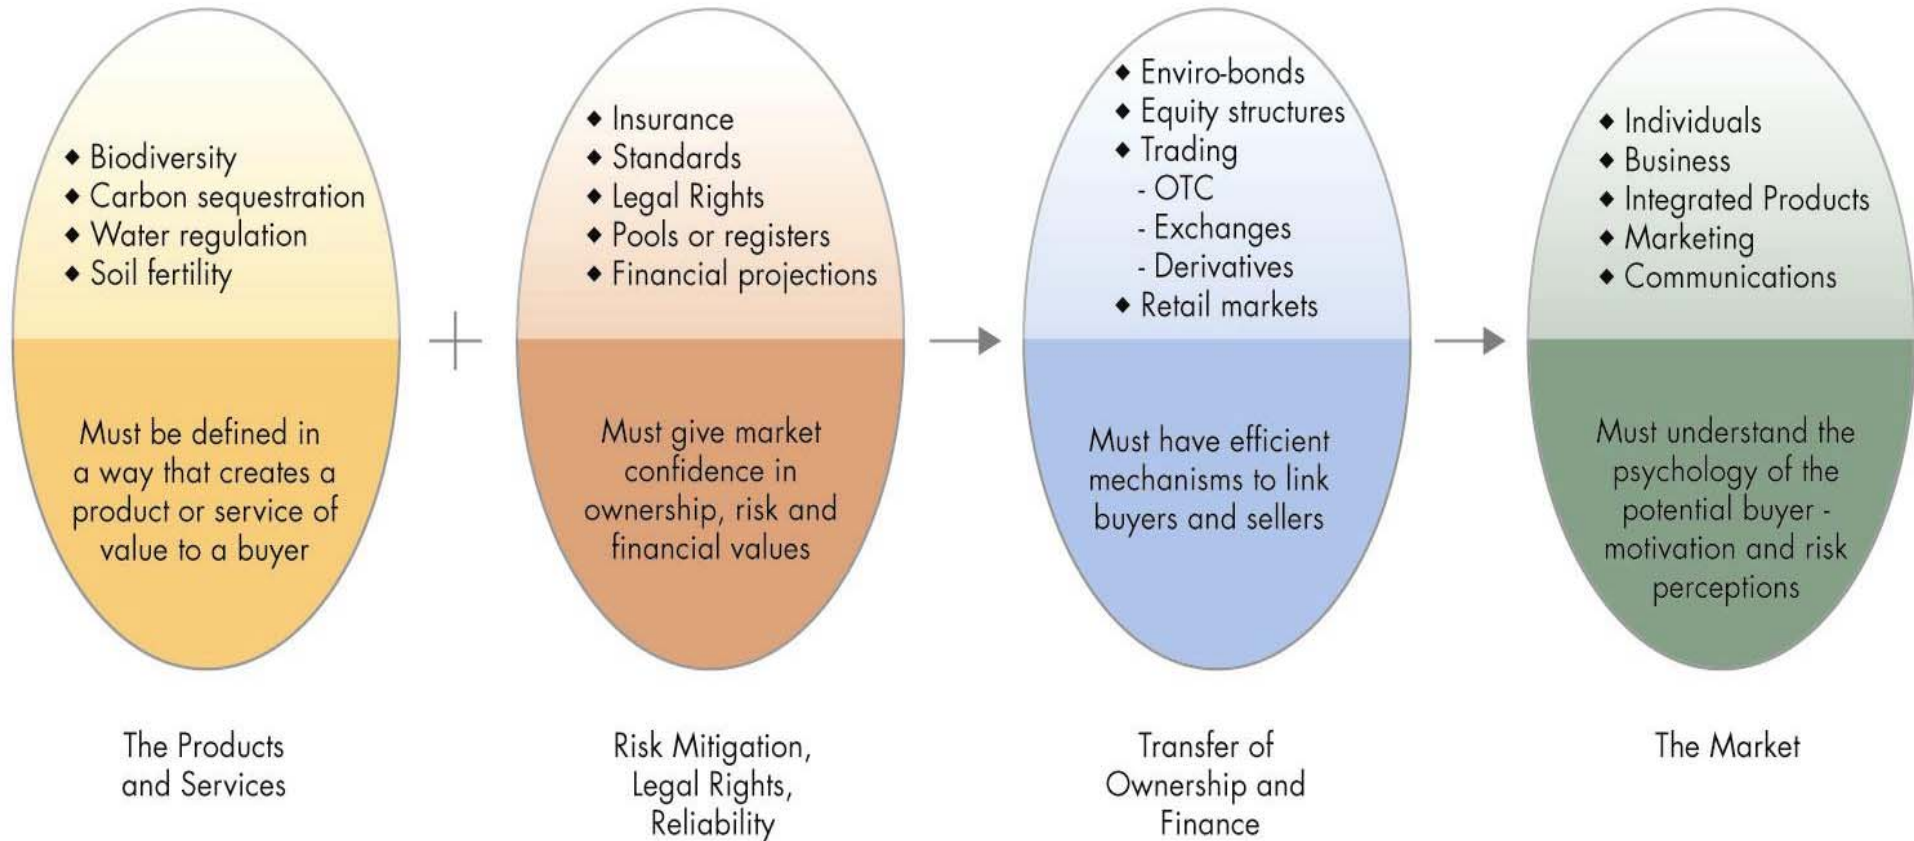 ◆ Biodiversity
◆ Carbon sequestration
◆ Water regulation
◆ Soil fertility
Must be defined in
a way that creates a
product or service of
value to a buyer
The Products
and Services
◆ Insurance
◆ Standards
◆ Legal Rights
◆ Pools or registers
◆ Financial projections
Must give market
confidence in
ownership, risk and
financial values
Risk Mitigation,
Legal Rights,
Reliability
◆ Enviro-bonds
◆ Equity structures
◆ Trading
- OTC
- Exchanges
- Derivatives
◆ Retail markets
Must have efficient
mechanisms to link
buyers and sellers
Transfer of
Ownership and
Finance
◆ Individuals
◆ Business
◆ Integrated Products
◆ Marketing
◆ Communications
Must understand the
psychology of the
potential buyer -
motivation and risk
perceptions
The Market